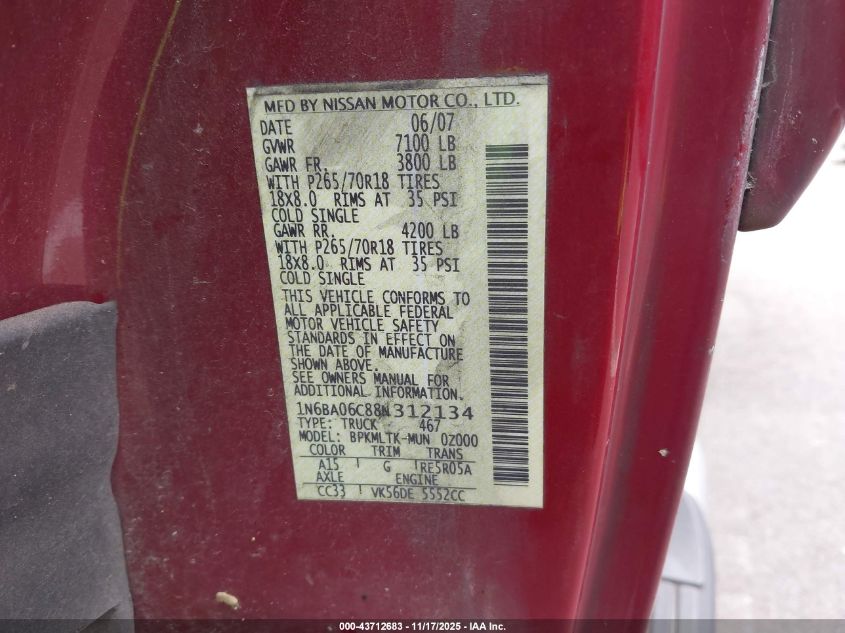 MFD BY NISSAN MOTOR CO., LTD.
DATE 06/07
GVWR 7100 LB
GAWR FR. 3800 LB
WITH P265/70R18 TIRES
18X8.0 RIMS AT 35 PSI
COLD SINGLE
GAWR RR. 4200 LB
WITH P265/70R18 TIRES
18X8.0 RIMS AT 35 PSI
COLD SINGLE
THIS VEHICLE CONFORMS TO
ALL APPLICABLE FEDERAL
MOTOR VEHICLE SAFETY
STANDARDS IN EFFECT ON
THE DATE OF MANUFACTURE
SHOWN ABOVE.
SEE OWNERS MANUAL FOR
ADDITIONAL INFORMATION.
1N6BA06C88N312134
TYPE: TRUCK 467
MODEL: BPKMLTK-MUN 0Z000
COLOR TRIM TRANS
A15 G RE5R05A
AXLE ENGINE
CC33 VK56DE 5552CC
000-43712683 - 11/17/2025 - IAA Inc.